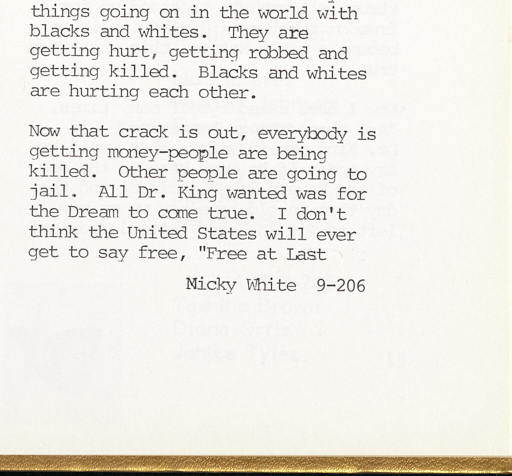 things going on in the world with
blacks and whites.  They are
getting hurt, getting robbed and
getting killed.  Blacks and whites
are hurting each other.
Now that crack is out, everybody is
getting money-people are being
killed.  Other people are going to
jail.  All Dr. King wanted was for
the Dream to come true.  I don't
think the United States will ever
get to say free, "Free at Last
Nicky White  9-206